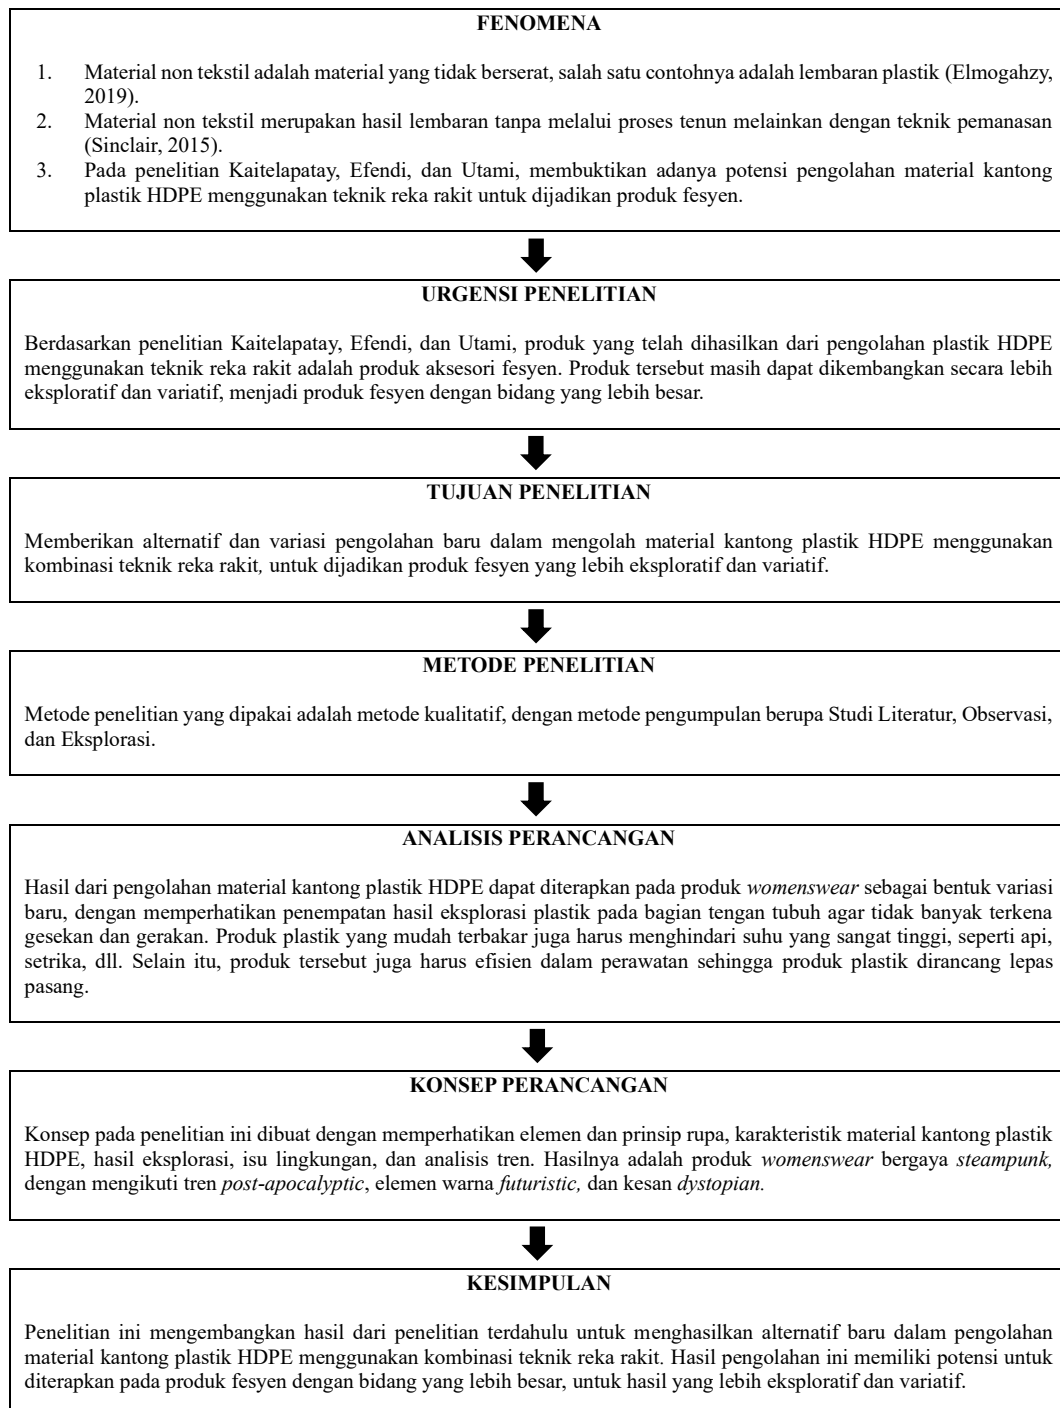 FENOMENA
1. Material non tekstil adalah material yang tidak berserat, salah satu contohnya adalah lembaran plastik (Elmogahzy,
2019).
2. Material non tekstil merupakan hasil lembaran tanpa melalui proses tenun melainkan dengan teknik pemanasan
(Sinclair, 2015).
3. Pada penelitian Kaitelapatay, Efendi, dan Utami, membuktikan adanya potensi pengolahan material kantong
plastik HDPE menggunakan teknik reka rakit untuk dijadikan produk fesyen.
URGENSI PENELITIAN
Berdasarkan penelitian Kaitelapatay, Efendi, dan Utami, produk yang telah dihasilkan dari pengolahan plastik HDPE
menggunakan teknik reka rakit adalah produk aksesori fesyen. Produk tersebut masih dapat dikembangkan secara lebih
eksploratif dan variatif, menjadi produk fesyen dengan bidang yang lebih besar.
TUJUAN PENELITIAN
Memberikan alternatif dan variasi pengolahan baru dalam mengolah material kantong plastik HDPE menggunakan
kombinasi teknik reka rakit, untuk dijadikan produk fesyen yang lebih eksploratif dan variatif.
METODE PENELITIAN
Metode penelitian yang dipakai adalah metode kualitatif, dengan metode pengumpulan berupa Studi Literatur, Observasi,
dan Eksplorasi.
ANALISIS PERANCANGAN
Hasil dari pengolahan material kantong plastik HDPE dapat diterapkan pada produk womenswear sebagai bentuk variasi
baru, dengan memperhatikan penempatan hasil eksplorasi plastik pada bagian tengan tubuh agar tidak banyak terkena
gesekan dan gerakan. Produk plastik yang mudah terbakar juga harus menghindari suhu yang sangat tinggi, seperti api,
setrika, dll. Selain itu, produk tersebut juga harus efisien dalam perawatan sehingga produk plastik dirancang lepas
pasang.
KONSEP PERANCANGAN
Konsep pada penelitian ini dibuat dengan memperhatikan elemen dan prinsip rupa, karakteristik material kantong plastik
HDPE, hasil eksplorasi, isu lingkungan, dan analisis tren. Hasilnya adalah produk womenswear bergaya steampunk,
dengan mengikuti tren post-apocalyptic, elemen warna futuristic, dan kesan dystopian.
KESIMPULAN
Penelitian ini mengembangkan hasil dari penelitian terdahulu untuk menghasilkan alternatif baru dalam pengolahan
material kantong plastik HDPE menggunakan kombinasi teknik reka rakit. Hasil pengolahan ini memiliki potensi untuk
diterapkan pada produk fesyen dengan bidang yang lebih besar, untuk hasil yang lebih eksploratif dan variatif.